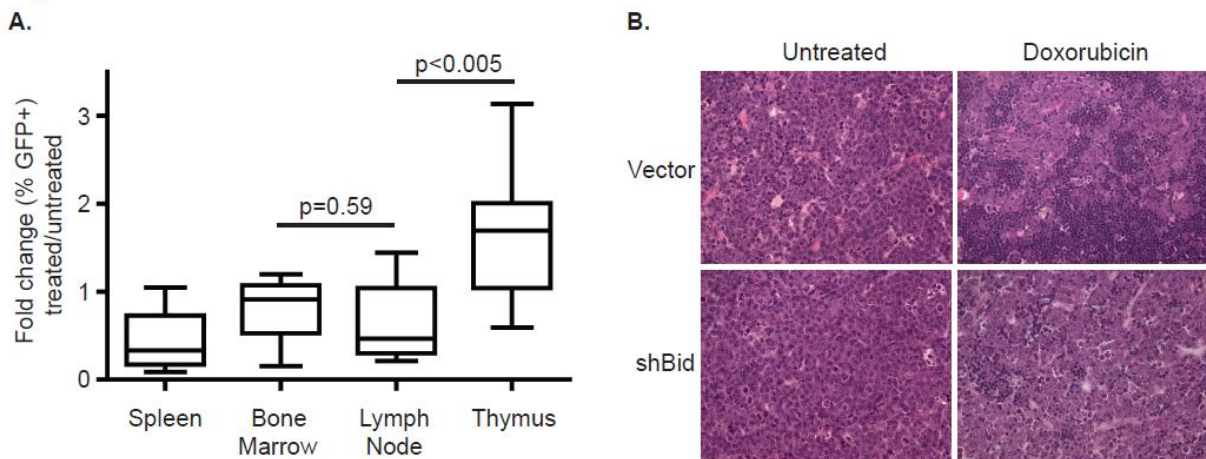 A.
Fold change (% GFP+)
treated/untreated
3
2
1
0
p<0.005
p=0.59
Spleen
Bone
Marrow
Lymph
Node
Thymus
B.
Untreated
Doxorubicin
Vector
shBid